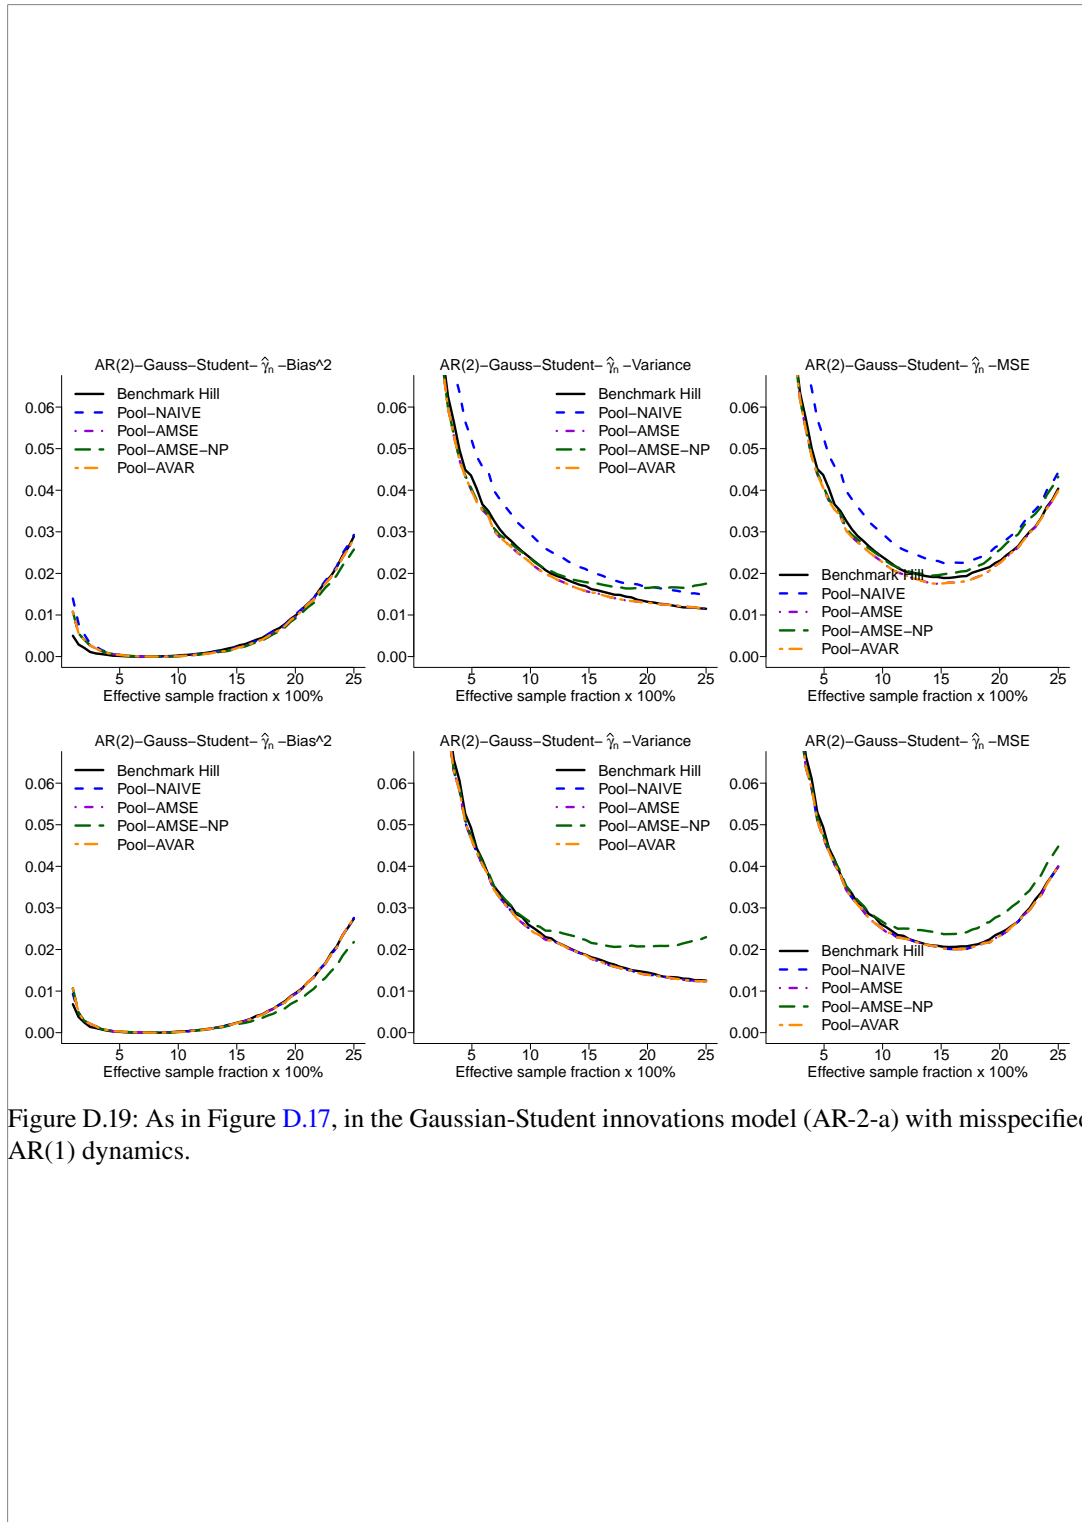 AR(2)−Gauss−Student− γ̂n −Bias^2
0.06
0.05
0.04
0.03
0.02
0.01
0.00
Benchmark Hill
Pool−NAIVE
Pool−AMSE
Pool−AMSE−NP
Pool−AVAR
5 10 15 20 25
Effective sample fraction x 100%
AR(2)−Gauss−Student− γ̂n −Variance
0.06
0.05
0.04
0.03
0.02
0.01
0.00
Benchmark Hill
Pool−NAIVE
Pool−AMSE
Pool−AMSE−NP
Pool−AVAR
5 10 15 20 25
Effective sample fraction x 100%
AR(2)−Gauss−Student− γ̂n −MSE
0.06
0.05
0.04
0.03
0.02
0.01
0.00
Benchmark Hill
Pool−NAIVE
Pool−AMSE
Pool−AMSE−NP
Pool−AVAR
5 10 15 20 25
Effective sample fraction x 100%
AR(2)−Gauss−Student− γ̂n −Bias^2
0.06
0.05
0.04
0.03
0.02
0.01
0.00
Benchmark Hill
Pool−NAIVE
Pool−AMSE
Pool−AMSE−NP
Pool−AVAR
5 10 15 20 25
Effective sample fraction x 100%
AR(2)−Gauss−Student− γ̂n −Variance
0.06
0.05
0.04
0.03
0.02
0.01
0.00
Benchmark Hill
Pool−NAIVE
Pool−AMSE
Pool−AMSE−NP
Pool−AVAR
5 10 15 20 25
Effective sample fraction x 100%
AR(2)−Gauss−Student− γ̂n −MSE
0.06
0.05
0.04
0.03
0.02
0.01
0.00
Benchmark Hill
Pool−NAIVE
Pool−AMSE
Pool−AMSE−NP
Pool−AVAR
5 10 15 20 25
Effective sample fraction x 100%
Figure D.19: As in Figure D.17, in the Gaussian-Student innovations model (AR-2-a) with misspecified
AR(1) dynamics.